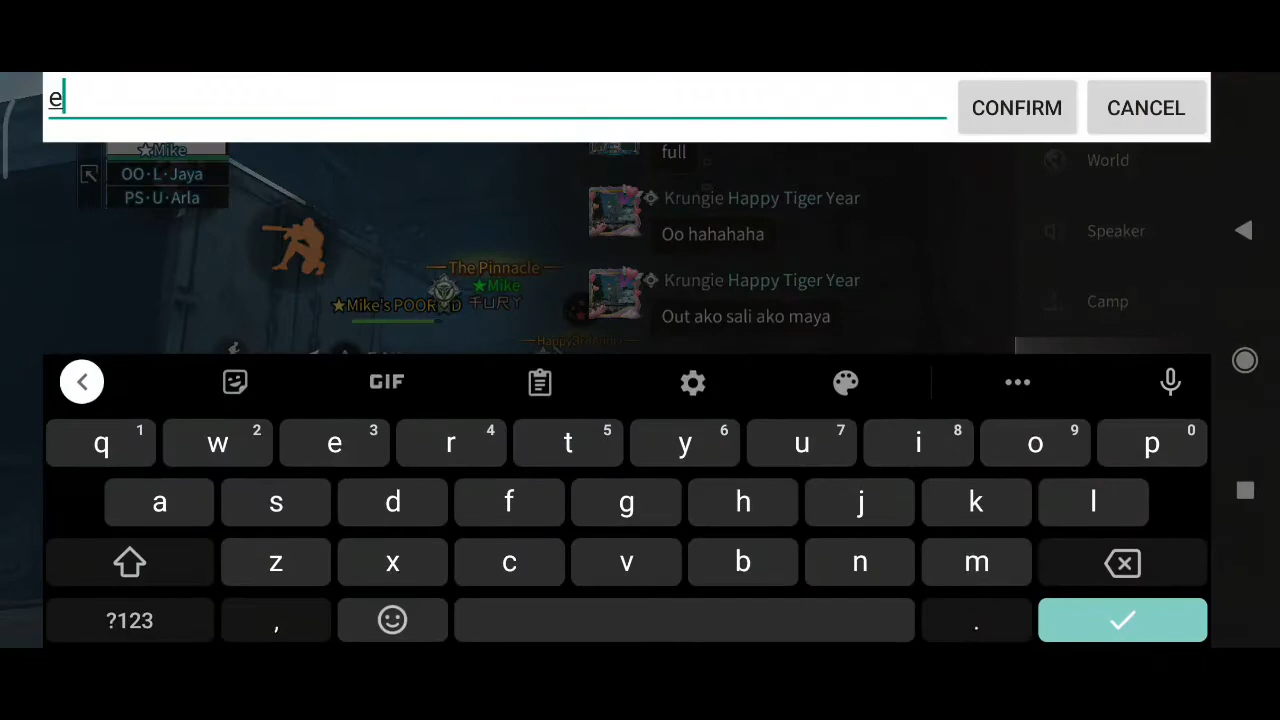 e
CONFIRM
CANCEL
★Mike
OO·L·Jaya
PS·U·Arla
full
Krungie Happy Tiger Year
Oo hahahaha
Krungie Happy Tiger Year
Out ako sali ako maya
World
Speaker
Camp
The Pinnacle
★Mike
GIF
q 1 w 2 e 3 r 4 t 5 y 6 u 7 i 8 o 9 p 0
a s d f g h j k l
z x c v b n m
?123 , .